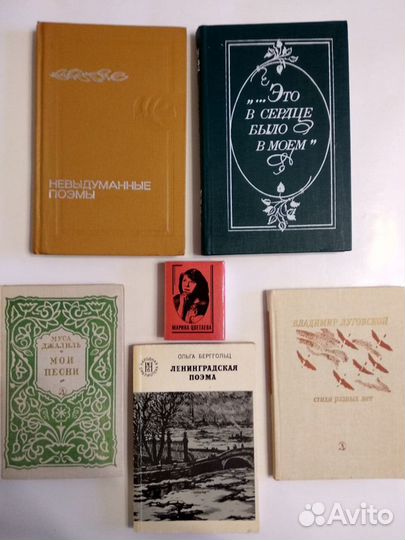 НЕВЫДУМАННЫЕ
ПОЭМЫ
„...Это
В СЕРДЦЕ
БЫЛО
В МОЕМ"
МАРИНА ЦВЕТАЕВА
МУСА
ДЖАЛИЛЬ
МОИ
ПЕСНИ
ОЛЬГА БЕРГГОЛЬЦ
ЛЕНИНГРАДСКАЯ
ПОЭМА
ВЛАДИМИР ЛУГОВСКОЙ
стихи разных лет
Avito